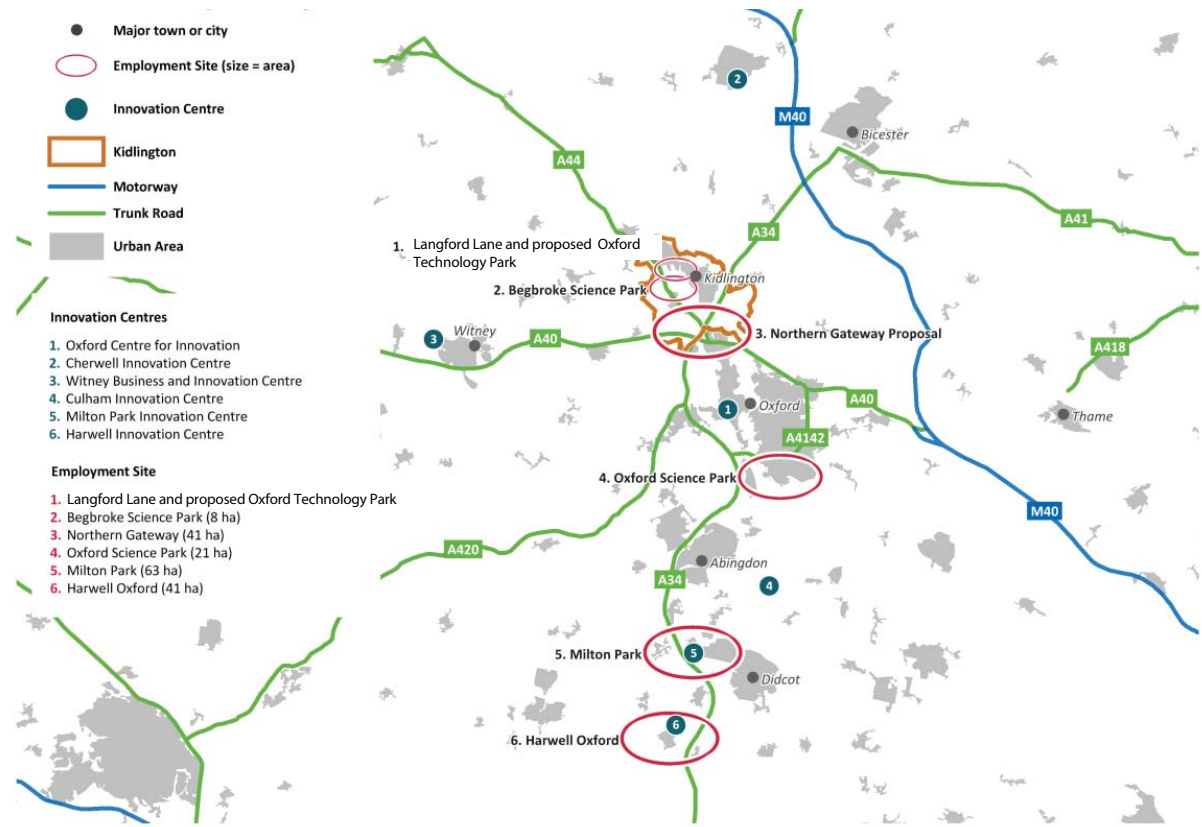 Major town or city
Employment Site (size = area)
Innovation Centre
Kidlington
Motorway
Trunk Road
Urban Area
Innovation Centres
1. Oxford Centre for Innovation
2. Cherwell Innovation Centre
3. Witney Business and Innovation Centre
4. Culham Innovation Centre
5. Milton Park Innovation Centre
6. Harwell Innovation Centre
Employment Site
1. Langford Lane and proposed Oxford Technology Park
2. Begbroke Science Park (8 ha)
3. Northern Gateway (41 ha)
4. Oxford Science Park (21 ha)
5. Milton Park (63 ha)
6. Harwell Oxford (41 ha)
2
M40
Bicester
A44
A41
A34
1. Langford Lane and proposed Oxford
Technology Park
Kidlington
2. Begbroke Science Park
3. Northern Gateway Proposal
3
Witney
A40
A418
1
Oxford
A40
Thame
A4142
4. Oxford Science Park
M40
A420
Abingdon
A34
4
5. Milton Park
5
Didcot
6
6. Harwell Oxford